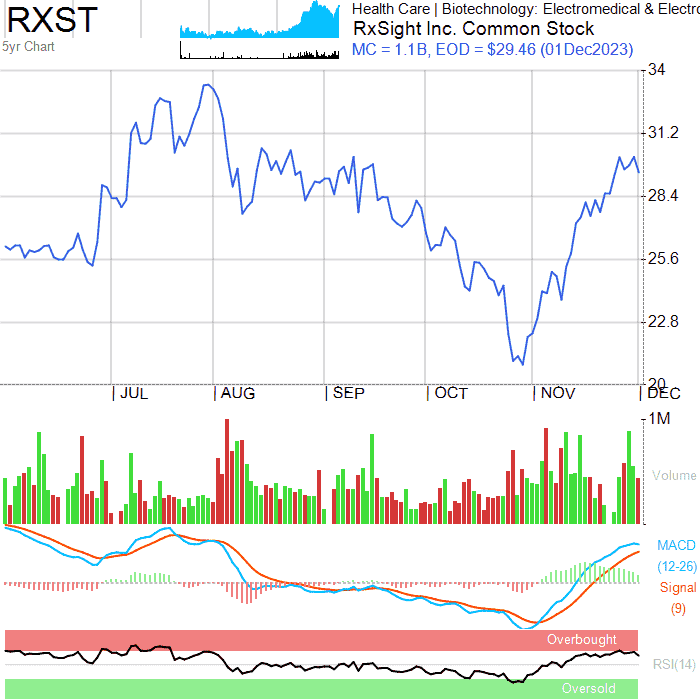 RXST
5yr Chart
Health Care | Biotechnology: Electromedical & Electro
RxSight Inc. Common Stock
MC = 1.1B, EOD = $29.46 (01Dec2023)
34
31.2
28.4
25.6
22.8
20
JUL AUG SEP OCT NOV DEC
1M
Volume
MACD
(12-26)
Signal
(9)
Overbought
RSI(14)
Oversold